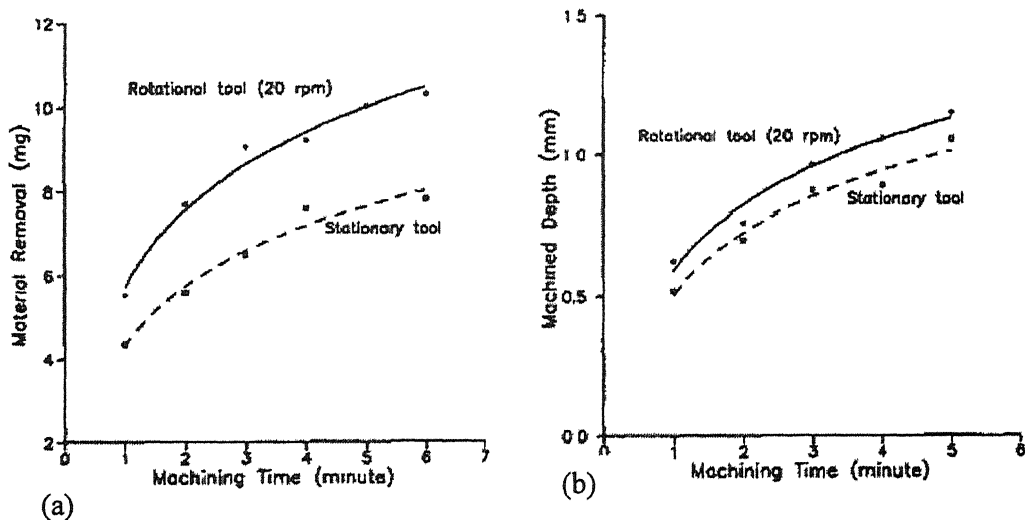 12
10
8
6
4
2
Material Removal (mg)
Rotational tool (20 rpm)
Stationary tool
0 1 2 3 4 5 6 7
Machining Time (minute)
(a)
1.5
1.0
0.5
0.0
Machined Depth (mm)
Rotational tool (20 rpm)
Stationary tool
0 1 2 3 4 5 6
Machining Time (minute)
(b)